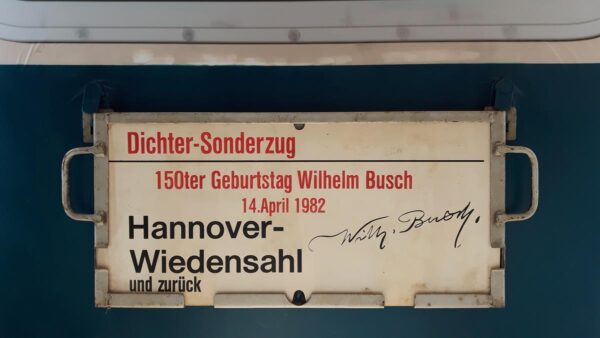 Dichter-Sonderzug
150ter Geburtstag Wilhelm Busch
14.April 1982
Hannover-
Wiedensahl
und zurück
Wilh. Busch.